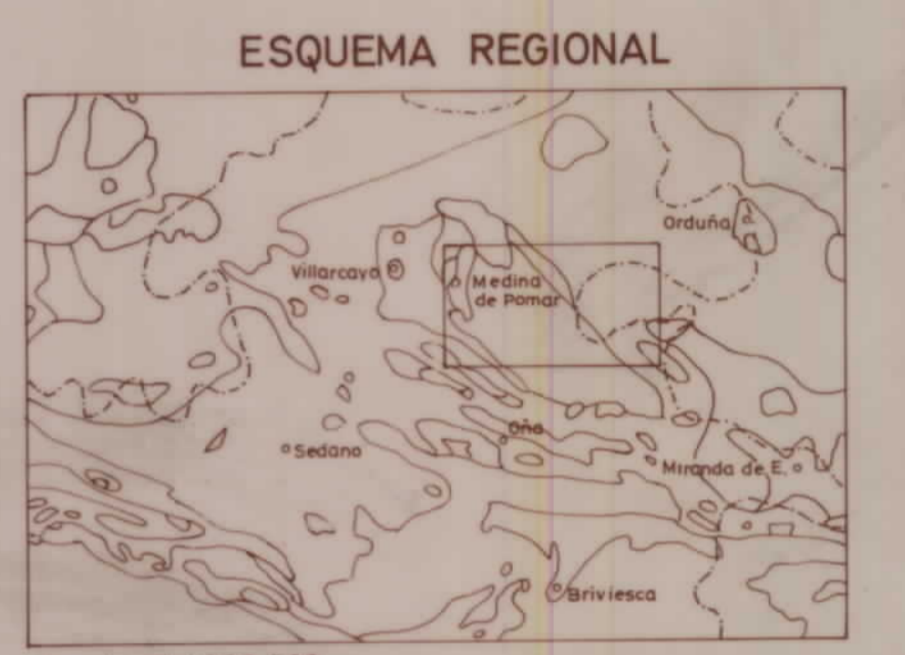 ESQUEMA REGIONAL
Orduña
Villarcayo
Medina
de Pomar
Oña
Sedano
Miranda de E.
Briviesca